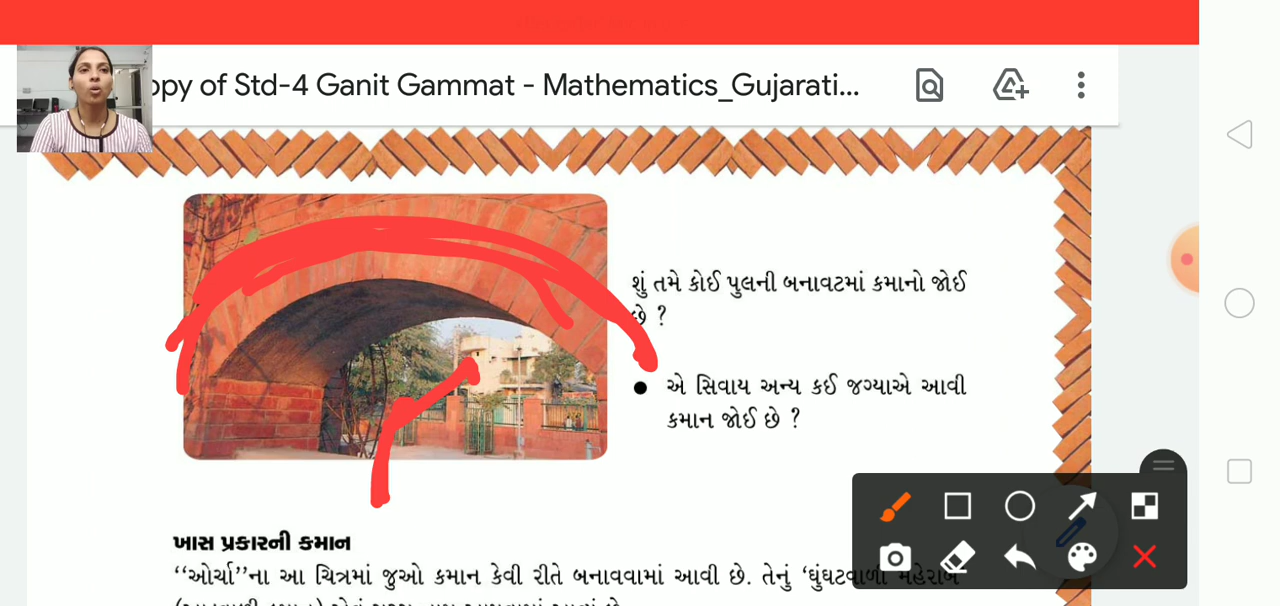 opy of Std-4 Ganit Gammat - Mathematics_Gujarati...
શું તમે કોઈ પુલની બનાવટમાં કમાનો જોઈ
છે ?
● એ સિવાય અન્ય કઈ જગ્યાએ આવી
કમાન જોઈ છે ?
ખાસ પ્રકારની કમાન
“ઓર્ચા”ના આ ચિત્રમાં જુઓ કમાન કેવી રીતે બનાવવામાં આવી છે. તેનું ‘ઘુંઘટવાળી મહેરાબ’